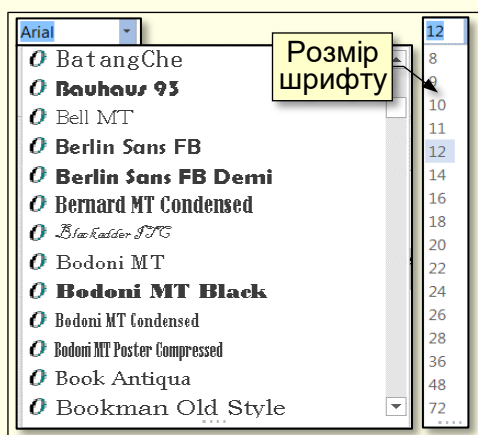 Arial
BatangChe
Bauhaus 93
Bell MT
Berlin Sans FB
Berlin Sans FB Demi
Bernard MT Condensed
Blackadder ITC
Bodoni MT
Bodoni MT Black
Bodoni MT Condensed
Bodoni MT Poster Compressed
Book Antiqua
Bookman Old Style
Розмір
шрифту
12
8
9
10
11
12
14
16
18
20
22
24
26
28
36
48
72